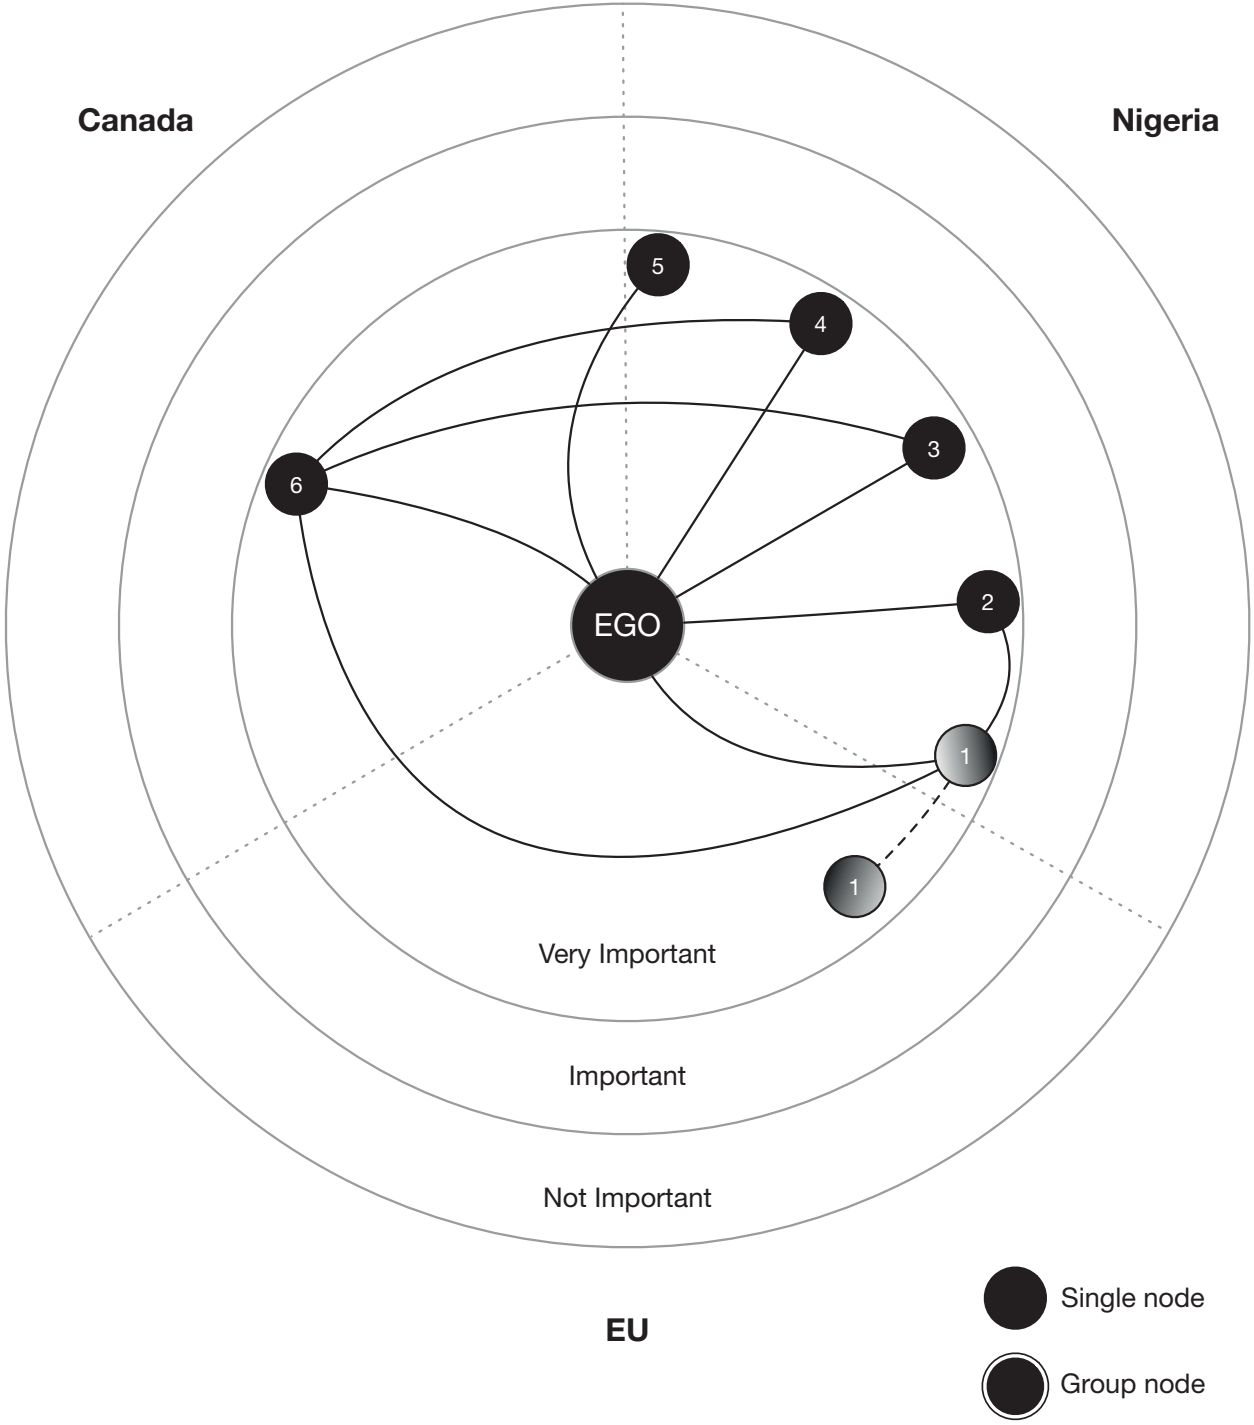 Canada
Nigeria
5
4
3
6
2
EGO
1
1
Very Important
Important
Not Important
EU
Single node
Group node